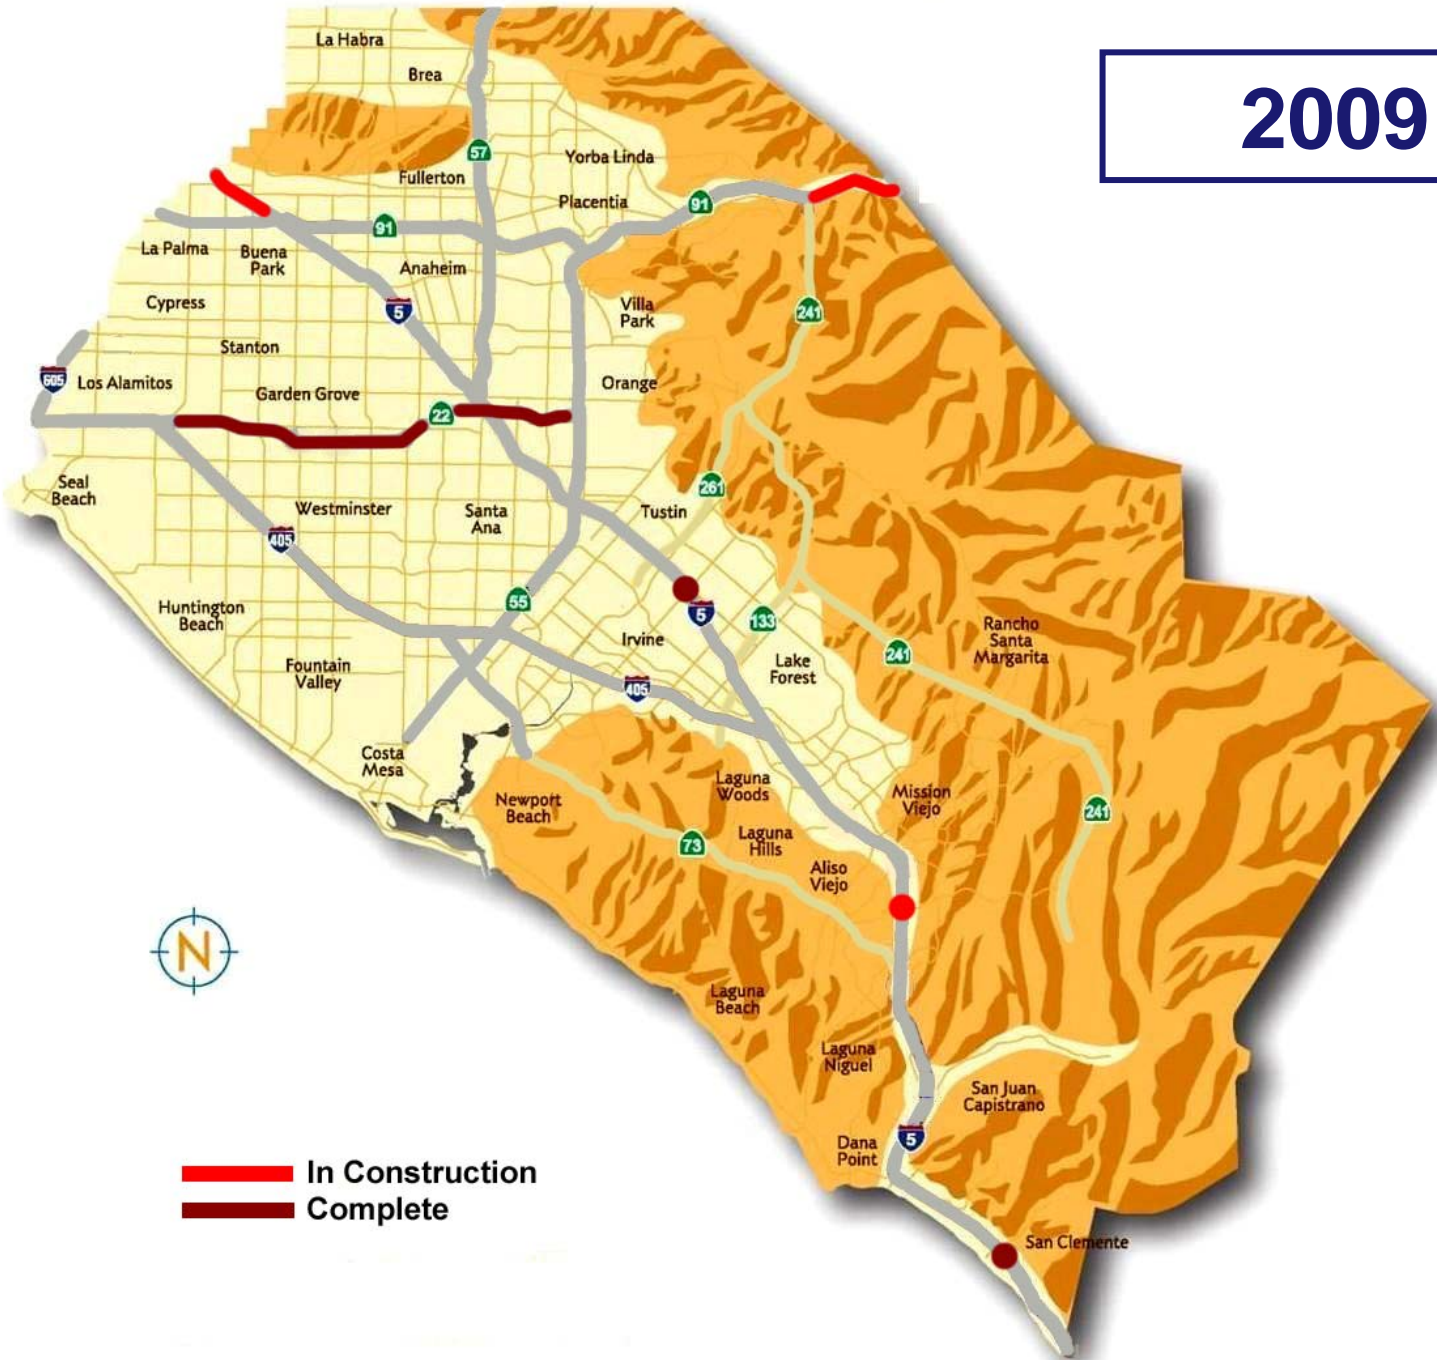 La Habra
Brea
2009
57
Yorba Linda
Fullerton
Placentia
91
91
La Palma
Buena
Park
Anaheim
Cypress
5
Villa
Park
241
Stanton
605
Los Alamitos
Garden Grove
Orange
22
Seal
Beach
261
Westminster
Santa
Ana
Tustin
405
55
5
133
Huntington
Beach
Irvine
Rancho
Santa
Margarita
241
Lake
Forest
Fountain
Valley
405
Costa
Mesa
Laguna
Woods
Newport
Beach
Mission
Viejo
241
73
Laguna
Hills
Aliso
Viejo
N
Laguna
Beach
Laguna
Niguel
San Juan
Capistrano
5
Dana
Point
In Construction
Complete
San Clemente